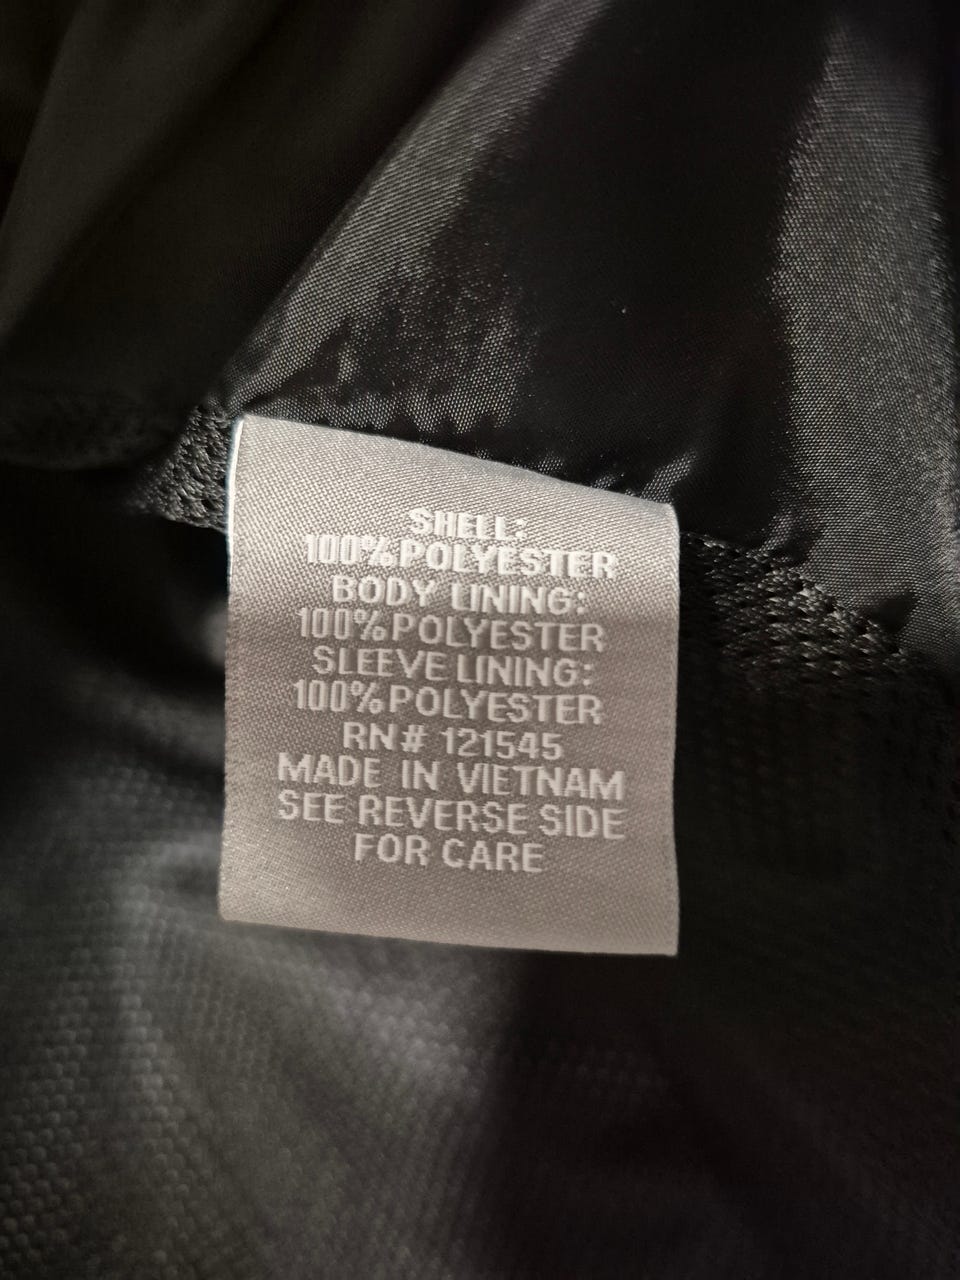 SHELL:
100% POLYESTER
BODY LINING:
100% POLYESTER
SLEEVE LINING:
100% POLYESTER
RN# 121545
MADE IN VIETNAM
SEE REVERSE SIDE
FOR CARE